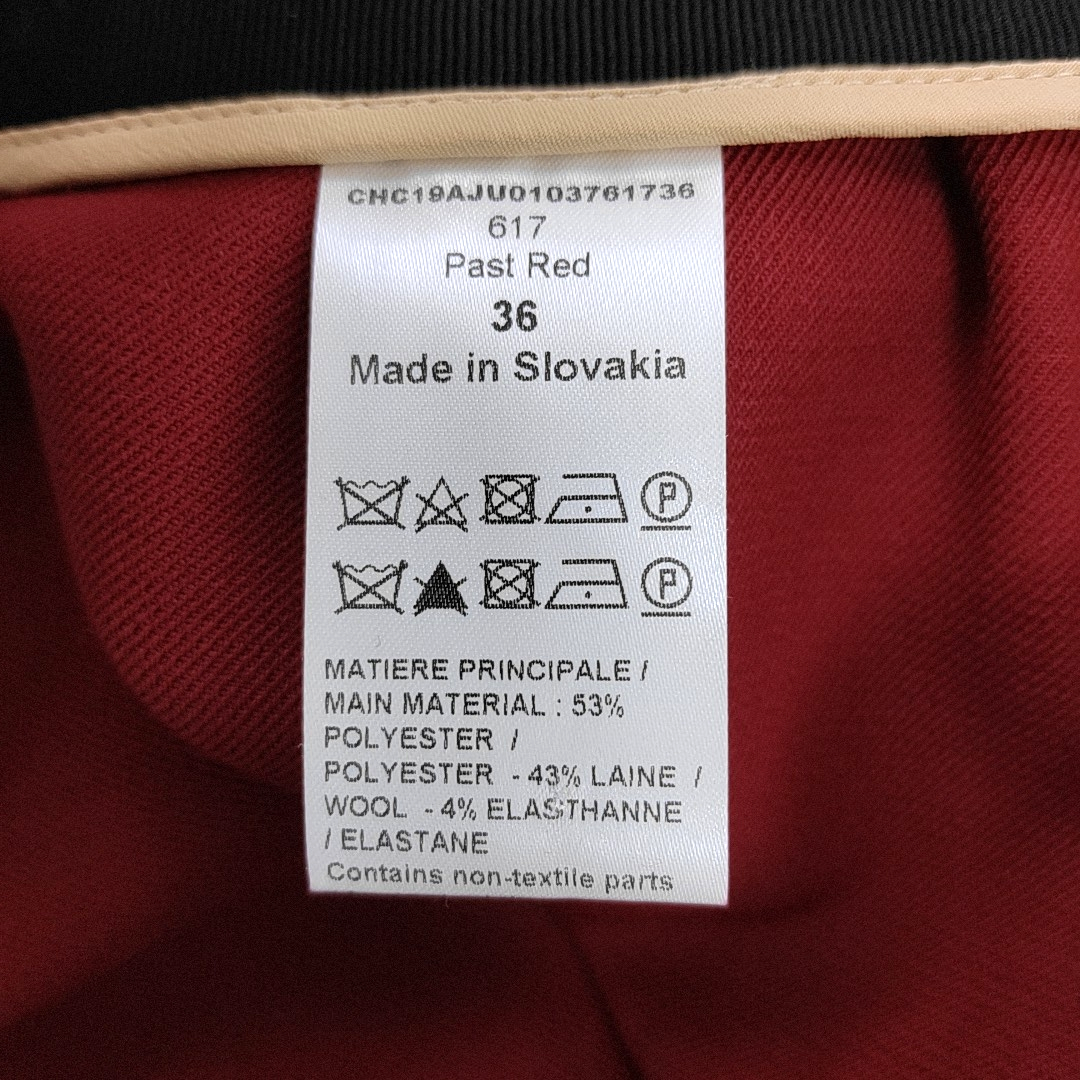 CHC19AJU0103761736
617
Past Red
36
Made in Slovakia
P
P
MATIERE PRINCIPALE /
MAIN MATERIAL : 53%
POLYESTER /
POLYESTER - 43% LAINE /
WOOL - 4% ELASTHANNE
/ ELASTANE
Contains non-textile parts